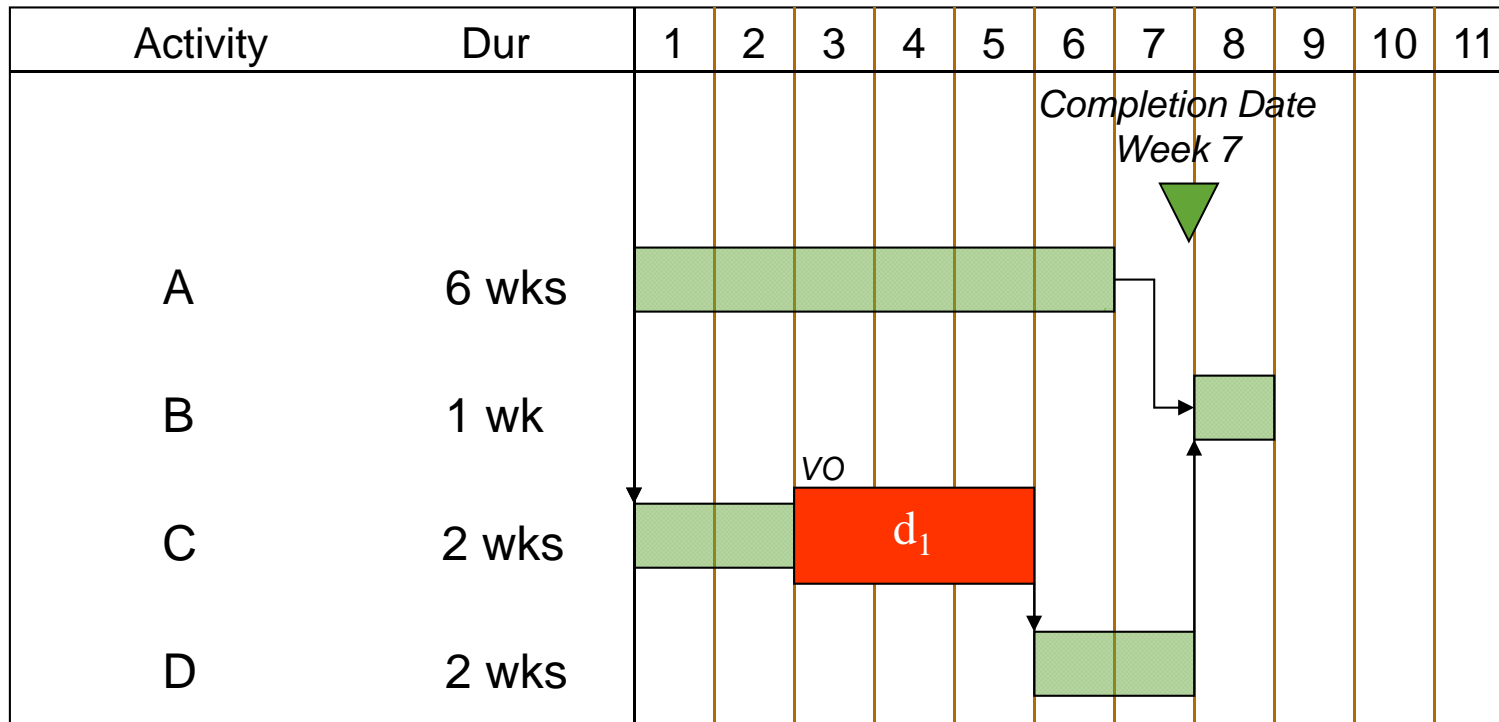 Activity Dur 1 2 3 4 5 6 7 8 9 10 11
Completion Date
Week 7
A 6 wks
B 1 wk
VO
C 2 wks d₁
D 2 wks